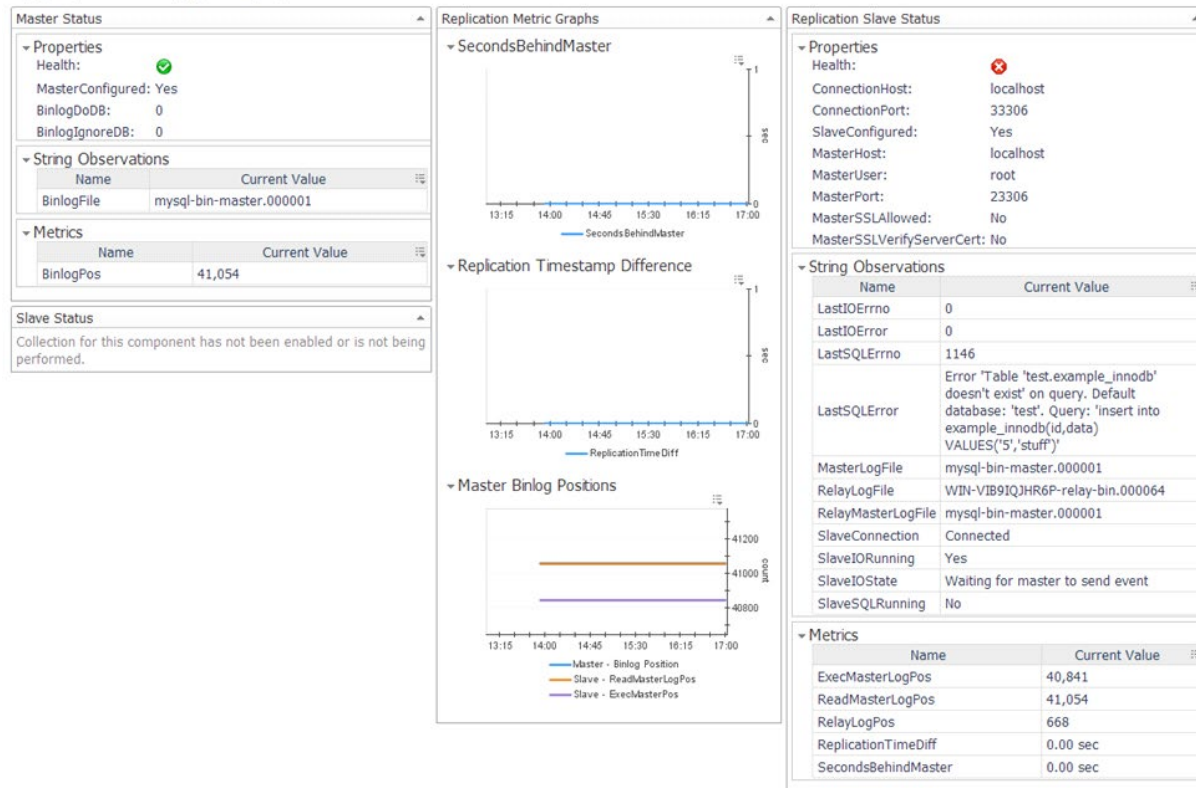 Master Status
Properties
Health:
MasterConfigured: Yes
BinlogDoDB: 0
BinlogIgnoreDB: 0
String Observations
Name Current Value
BinlogFile mysql-bin-master.000001
Metrics
Name Current Value
BinlogPos 41,054
Slave Status
Collection for this component has not been enabled or is not being
performed.
Replication Metric Graphs
SecondsBehindMaster
1
sec
0
13:15 14:00 14:45 15:30 16:15 17:00
SecondsBehindMaster
Replication Timestamp Difference
1
sec
0
13:15 14:00 14:45 15:30 16:15 17:00
ReplicationTimeDiff
Master Binlog Positions
41200
41000
40800
count
13:15 14:00 14:45 15:30 16:15 17:00
Master - Binlog Position
Slave - ReadMasterLogPos
Slave - ExecMasterPos
Replication Slave Status
Properties
Health:
ConnectionHost: localhost
ConnectionPort: 33306
SlaveConfigured: Yes
MasterHost: localhost
MasterUser: root
MasterPort: 23306
MasterSSLAllowed: No
MasterSSLVerifyServerCert: No
String Observations
Name Current Value
LastIOErrno 0
LastIOError 0
LastSQLErrno 1146
LastSQLError
Error 'Table 'test.example_innodb'
doesn't exist' on query. Default
database: 'test'. Query: 'insert into
example_innodb(id,data)
VALUES('5','stuff')'
MasterLogFile mysql-bin-master.000001
RelayLogFile WIN-VIB9IQJHR6P-relay-bin.000064
RelayMasterLogFile mysql-bin-master.000001
SlaveConnection Connected
SlaveIORunning Yes
SlaveIOState Waiting for master to send event
SlaveSQLRunning No
Metrics
Name Current Value
ExecMasterLogPos 40,841
ReadMasterLogPos 41,054
RelayLogPos 668
ReplicationTimeDiff 0.00 sec
SecondsBehindMaster 0.00 sec